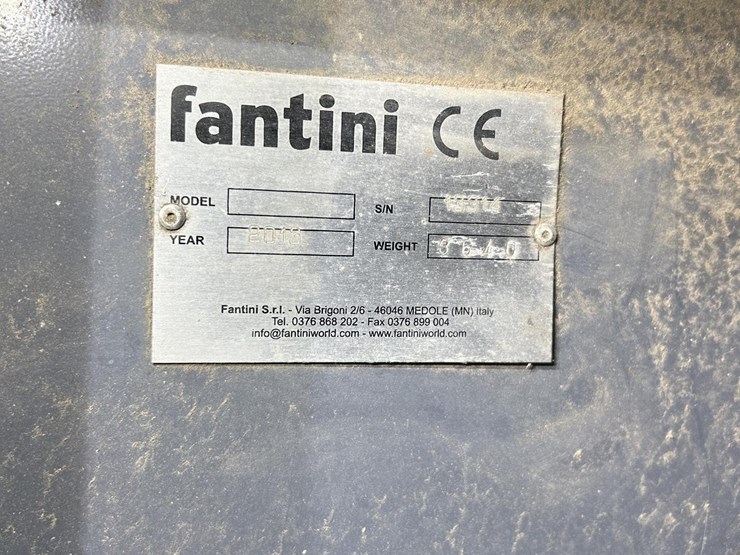 fantini CE
MODEL S/N
YEAR WEIGHT
Fantini S.r.l. - Via Brigoni 2/6 - 46046 MEDOLE (MN) italy
Tel. 0376 868 202 - Fax 0376 899 004
info@fantiniworld.com - www.fantiniworld.com